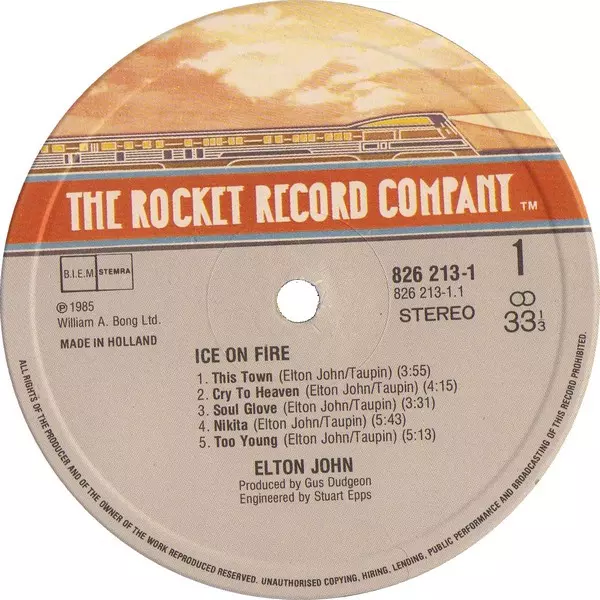 THE ROCKET RECORD COMPANY ™
B.I.E.M. STEMRA
℗ 1985
William A. Bong Ltd.
MADE IN HOLLAND
826 213-1
826 213-1.1
STEREO
1
33 1/3
ICE ON FIRE
1. This Town (Elton John/Taupin) (3:55)
2. Cry To Heaven (Elton John/Taupin) (4:15)
3. Soul Glove (Elton John/Taupin) (3:31)
4. Nikita (Elton John/Taupin) (5:43)
5. Too Young (Elton John/Taupin) (5:13)
ELTON JOHN
Produced by Gus Dudgeon
Engineered by Stuart Epps
ALL RIGHTS OF THE PRODUCER AND OF THE OWNER OF THE WORK REPRODUCED RESERVED. UNAUTHORISED COPYING, HIRING, LENDING, PUBLIC PERFORMANCE AND BROADCASTING OF THIS RECORD PROHIBITED.